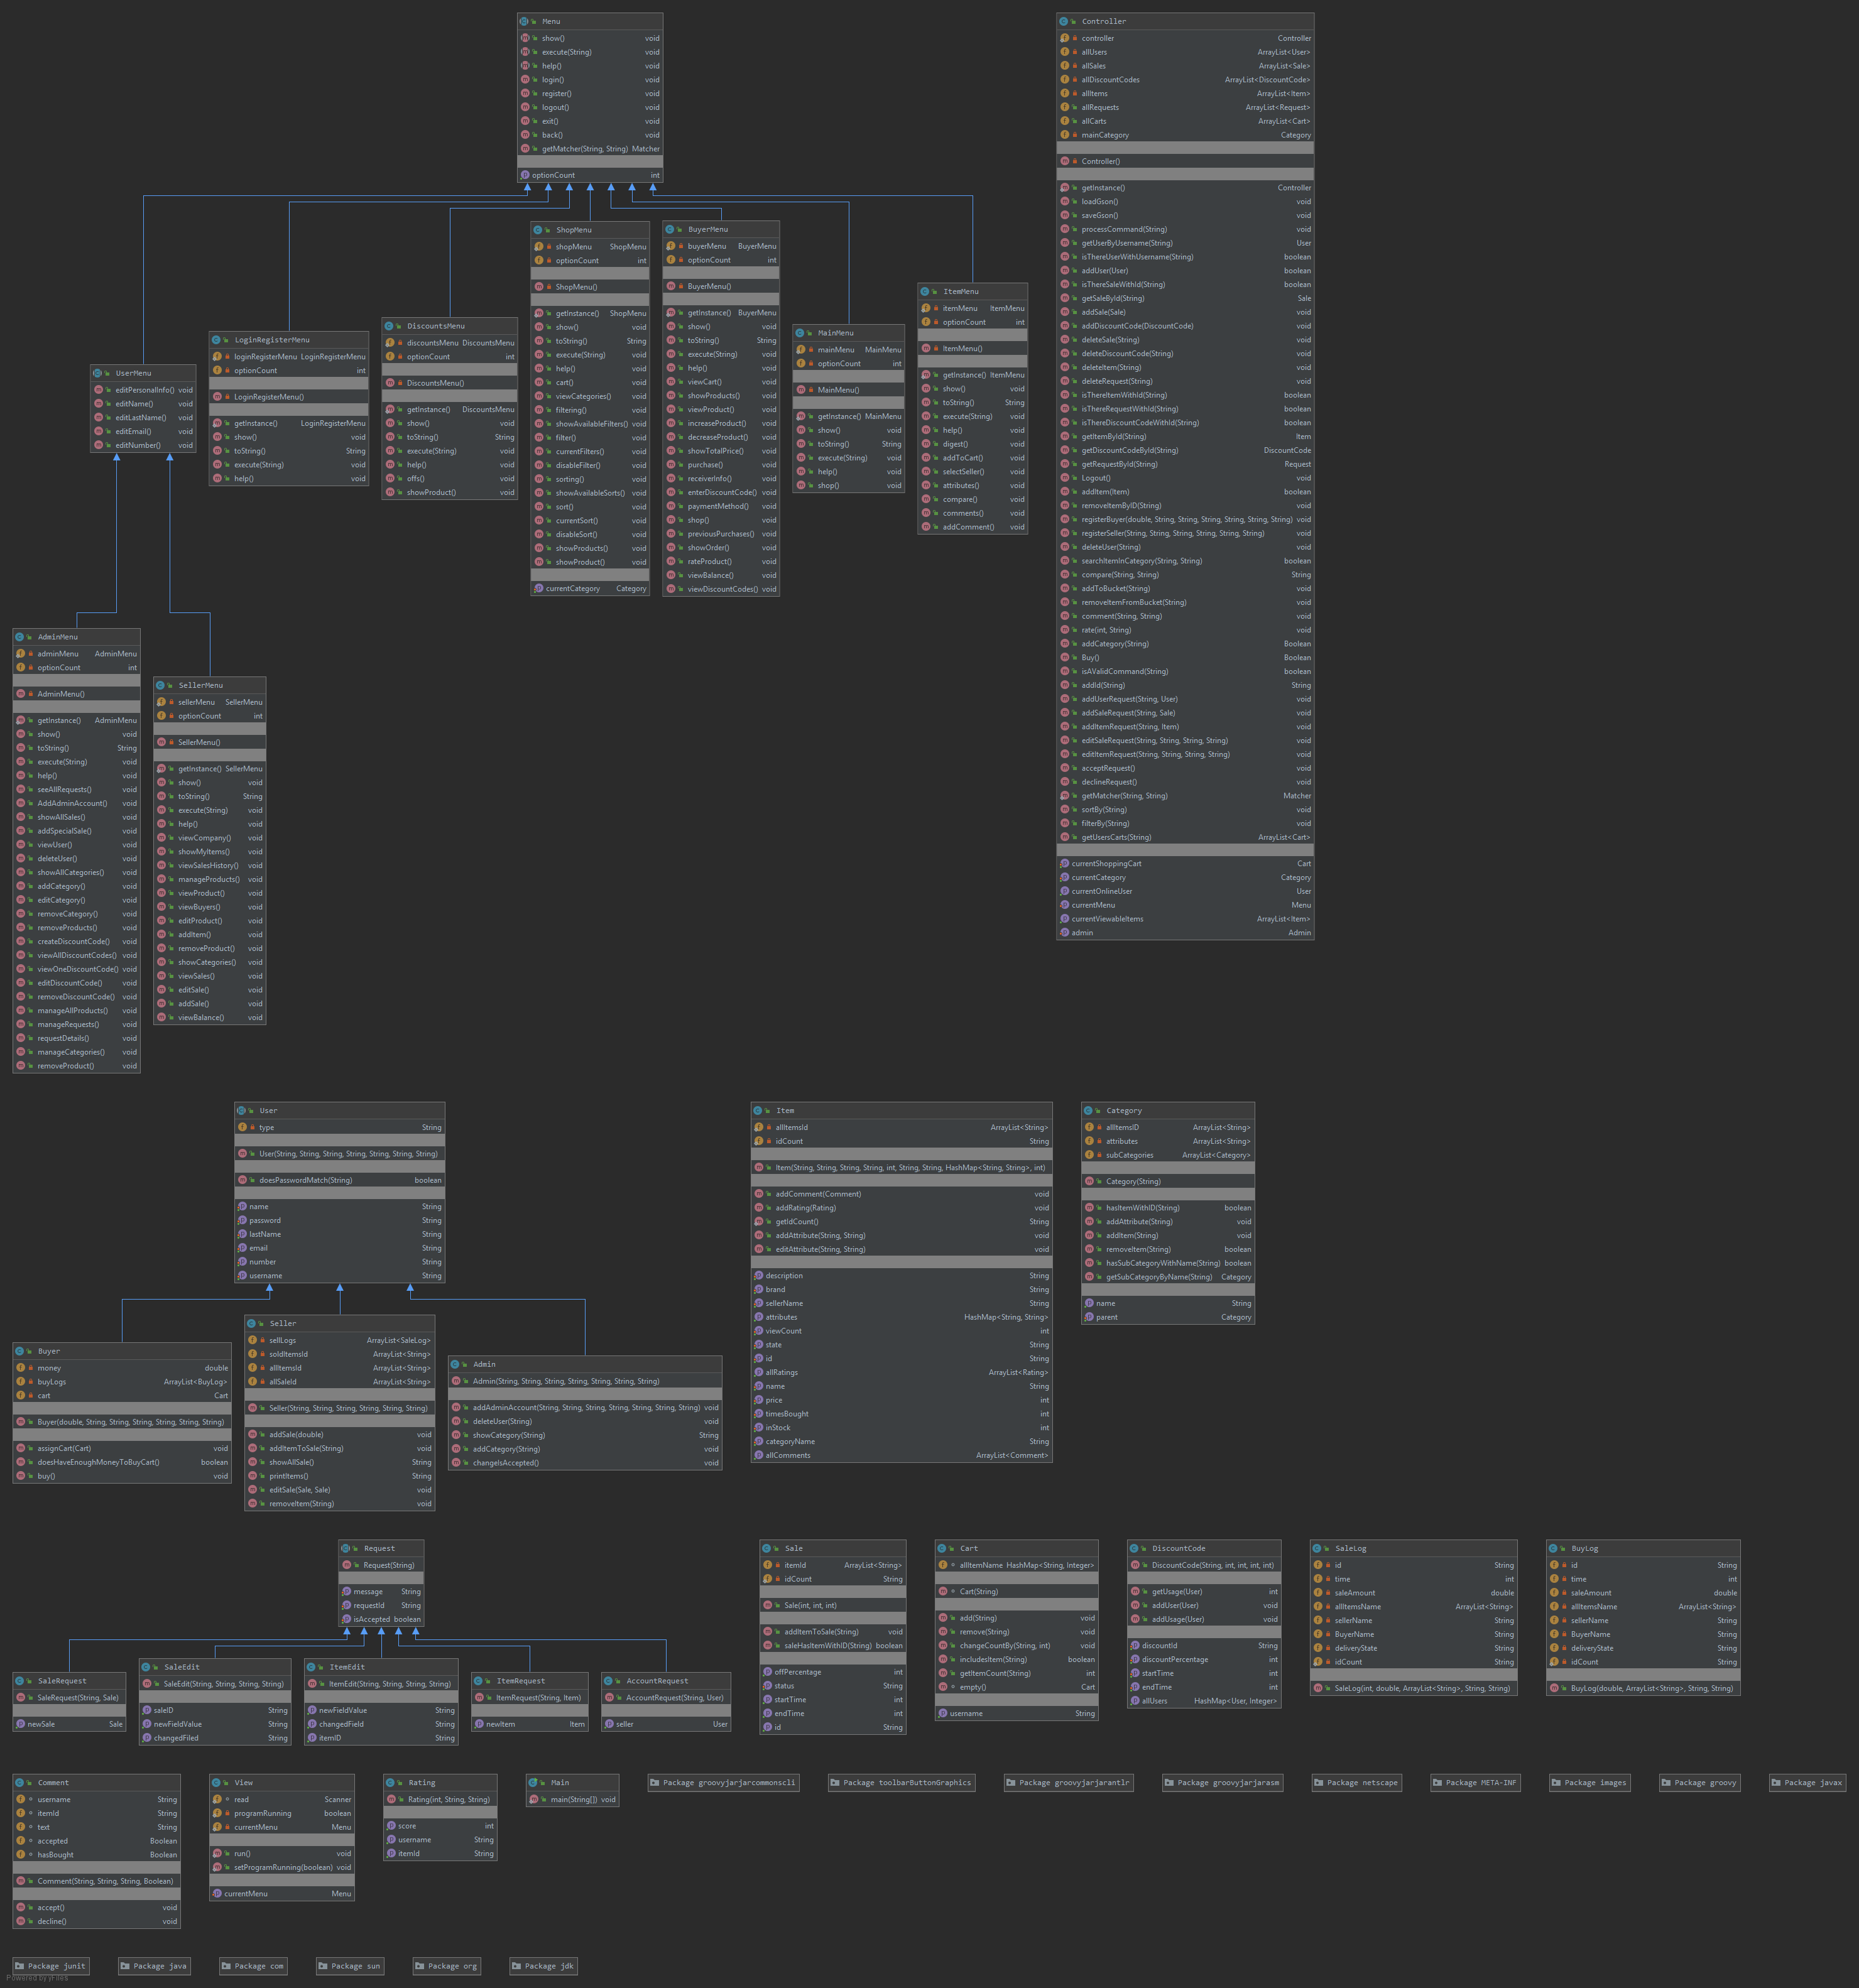 Menu
show() void
execute(String) void
help() void
login() void
register() void
logout() void
exit() void
back() void
getMatcher(String, String) Matcher
optionCount int
Controller
controller Controller
allUsers ArrayList<User>
allSales ArrayList<Sale>
allDiscountCodes ArrayList<DiscountCode>
allItems ArrayList<Item>
allRequests ArrayList<Request>
allCarts ArrayList<Cart>
mainCategory Category
Controller()
getInstance() Controller
loadGson() void
saveGson() void
processCommand(String) void
getUserByUsername(String) User
isThereUserWithUsername(String) boolean
addUser(User) boolean
isThereSaleWithId(String) boolean
getSaleById(String) Sale
addSale(Sale) void
addDiscountCode(DiscountCode) void
deleteSale(String) void
deleteDiscountCode(String) void
deleteItem(String) void
deleteRequest(String) void
isThereItemWithId(String) boolean
isThereRequestWithId(String) boolean
isThereDiscountCodeWithId(String) boolean
getItemById(String) Item
getDiscountCodeById(String) DiscountCode
getRequestById(String) Request
Logout() void
addItem(Item) boolean
removeItemByID(String) void
registerBuyer(double, String, String, String, String, String, String) void
registerSeller(String, String, String, String, String, String) void
deleteUser(String) void
searchItemInCategory(String, String) boolean
compare(String, String) String
addToBucket(String) void
removeItemFromBucket(String) void
comment(String, String) void
rate(int, String) void
addCategory(String) Boolean
Buy() Boolean
isAValidCommand(String) boolean
addId(String) String
addUserRequest(String, User) void
addSaleRequest(String, Sale) void
addItemRequest(String, Item) void
editSaleRequest(String, String, String, String) void
editItemRequest(String, String, String, String) void
acceptRequest() void
declineRequest() void
getMatcher(String, String) Matcher
sortBy(String) void
filterBy(String) void
getUsersCarts(String) ArrayList<Cart>
currentShoppingCart Cart
currentCategory Category
currentOnlineUser User
currentMenu Menu
currentViewableItems ArrayList<Item>
admin Admin
ShopMenu
shopMenu ShopMenu
optionCount int
ShopMenu()
getInstance() ShopMenu
show() void
toString() String
execute(String) void
help() void
cart() void
viewCategories() void
filtering() void
showAvailableFilters() void
filter() void
currentFilters() void
disableFilter() void
sorting() void
showAvailableSorts() void
sort() void
currentSort() void
disableSort() void
showProducts() void
showProduct() void
currentCategory Category
BuyerMenu
buyerMenu BuyerMenu
optionCount int
BuyerMenu()
getInstance() BuyerMenu
show() void
toString() String
execute(String) void
help() void
viewCart() void
showProducts() void
viewProduct() void
increaseProduct() void
decreaseProduct() void
showTotalPrice() void
purchase() void
receiverInfo() void
enterDiscountCode() void
paymentMethod() void
shop() void
previousPurchases() void
showOrder() void
rateProduct() void
viewBalance() void
viewDiscountCodes() void
ItemMenu
itemMenu ItemMenu
optionCount int
ItemMenu()
getInstance() ItemMenu
show() void
toString() String
execute(String) void
help() void
digest() void
addToCart() void
selectSeller() void
attributes() void
compare() void
comments() void
addComment() void
DiscountsMenu
discountsMenu DiscountsMenu
optionCount int
DiscountsMenu()
getInstance() DiscountsMenu
show() void
toString() String
execute(String) void
help() void
offs() void
showProduct() void
MainMenu
mainMenu MainMenu
optionCount int
MainMenu()
getInstance() MainMenu
show() void
toString() String
execute(String) void
help() void
shop() void
LoginRegisterMenu
loginRegisterMenu LoginRegisterMenu
optionCount int
LoginRegisterMenu()
getInstance() LoginRegisterMenu
show() void
toString() String
execute(String) void
help() void
UserMenu
editPersonalInfo() void
editName() void
editLastName() void
editEmail() void
editNumber() void
AdminMenu
adminMenu AdminMenu
optionCount int
AdminMenu()
getInstance() AdminMenu
show() void
toString() String
execute(String) void
help() void
seeAllRequests() void
AddAdminAccount() void
showAllSales() void
addSpecialSale() void
viewUser() void
deleteUser() void
showAllCategories() void
addCategory() void
editCategory() void
removeCategory() void
removeProducts() void
createDiscountCode() void
viewAllDiscountCodes() void
viewOneDiscountCode() void
editDiscountCode() void
removeDiscountCode() void
manageAllProducts() void
manageRequests() void
requestDetails() void
manageCategories() void
removeProduct() void
SellerMenu
sellerMenu SellerMenu
optionCount int
SellerMenu()
getInstance() SellerMenu
show() void
toString() String
execute(String) void
help() void
viewCompany() void
showMyItems() void
viewSalesHistory() void
manageProducts() void
viewProduct() void
viewBuyers() void
editProduct() void
addItem() void
removeProduct() void
showCategories() void
viewSales() void
editSale() void
addSale() void
viewBalance() void
User
type String
User(String, String, String, String, String, String, String)
doesPasswordMatch(String) boolean
name String
password String
lastName String
email String
number String
username String
Item
allItemsId ArrayList<String>
idCount String
Item(String, String, String, String, int, String, String, HashMap<String, String>, int)
addComment(Comment) void
addRating(Rating) void
getIdCount() String
addAttribute(String, String) void
editAttribute(String, String) void
description String
brand String
sellerName String
attributes HashMap<String, String>
viewCount int
state String
id String
allRatings ArrayList<Rating>
name String
price int
timesBought int
inStock int
categoryName String
allComments ArrayList<Comment>
Category
allItemsID ArrayList<String>
attributes ArrayList<String>
subCategories ArrayList<Category>
Category(String)
hasItemWithID(String) boolean
addAttribute(String) void
addItem(String) void
removeItem(String) boolean
hasSubCategoryWithName(String) boolean
getSubCategoryByName(String) Category
name String
parent Category
Buyer
money double
buyLogs ArrayList<BuyLog>
cart Cart
Buyer(double, String, String, String, String, String, String)
assignCart(Cart) void
doesHaveEnoughMoneyToBuyCart() boolean
buy() void
Seller
sellLogs ArrayList<SaleLog>
soldItemsId ArrayList<String>
allItemsId ArrayList<String>
allSaleId ArrayList<String>
Seller(String, String, String, String, String, String)
addSale(double) void
addItemToSale(String) void
showAllSale() String
printItems() String
editSale(Sale, Sale) void
removeItem(String) void
Admin
Admin(String, String, String, String, String, String, String)
addAdminAccount(String, String, String, String, String, String, String) void
deleteUser(String) void
showCategory(String) String
addCategory(String) void
changeIsAccepted() void
Request
Request(String)
message String
requestId String
isAccepted boolean
SaleRequest
SaleRequest(String, Sale)
newSale Sale
SaleEdit
SaleEdit(String, String, String, String)
saleID String
newFieldValue String
changedFiled String
ItemEdit
ItemEdit(String, String, String, String)
newFieldValue String
changedField String
itemID String
ItemRequest
ItemRequest(String, Item)
newItem Item
AccountRequest
AccountRequest(String, User)
seller User
Sale
itemId ArrayList<String>
idCount String
Sale(int, int, int)
addItemToSale(String) void
saleHasItemWithID(String) boolean
offPercentage int
status String
startTime int
endTime int
id String
Cart
allItemName HashMap<String, Integer>
Cart(String)
add(String) void
remove(String) void
changeCountBy(String, int) void
includesItem(String) boolean
getItemCount(String) int
empty() Cart
username String
DiscountCode
DiscountCode(String, int, int, int, int)
getUsage(User) int
addUser(User) void
addUsage(User) void
discountId String
discountPercentage int
startTime int
endTime int
allUsers HashMap<User, Integer>
SaleLog
id String
time int
saleAmount double
allItemsName ArrayList<String>
sellerName String
BuyerName String
deliveryState String
idCount String
SaleLog(int, double, ArrayList<String>, String, String)
BuyLog
id String
time int
saleAmount double
allItemsName ArrayList<String>
sellerName String
BuyerName String
deliveryState String
idCount String
BuyLog(double, ArrayList<String>, String, String)
Comment
username String
itemId String
text String
accepted Boolean
hasBought Boolean
Comment(String, String, String, Boolean)
accept() void
decline() void
View
read Scanner
programRunning boolean
currentMenu Menu
run() void
setProgramRunning(boolean) void
currentMenu Menu
Rating
Rating(int, String, String)
score int
username String
itemId String
Main
main(String[]) void
Package groovyjarjarcommonscli
Package toolbarButtonGraphics
Package groovyjarjarantlr
Package groovyjarjarasm
Package netscape
Package META-INF
Package images
Package groovy
Package javax
Package junit
Package java
Package com
Package sun
Package org
Package jdk
Powered by yFiles